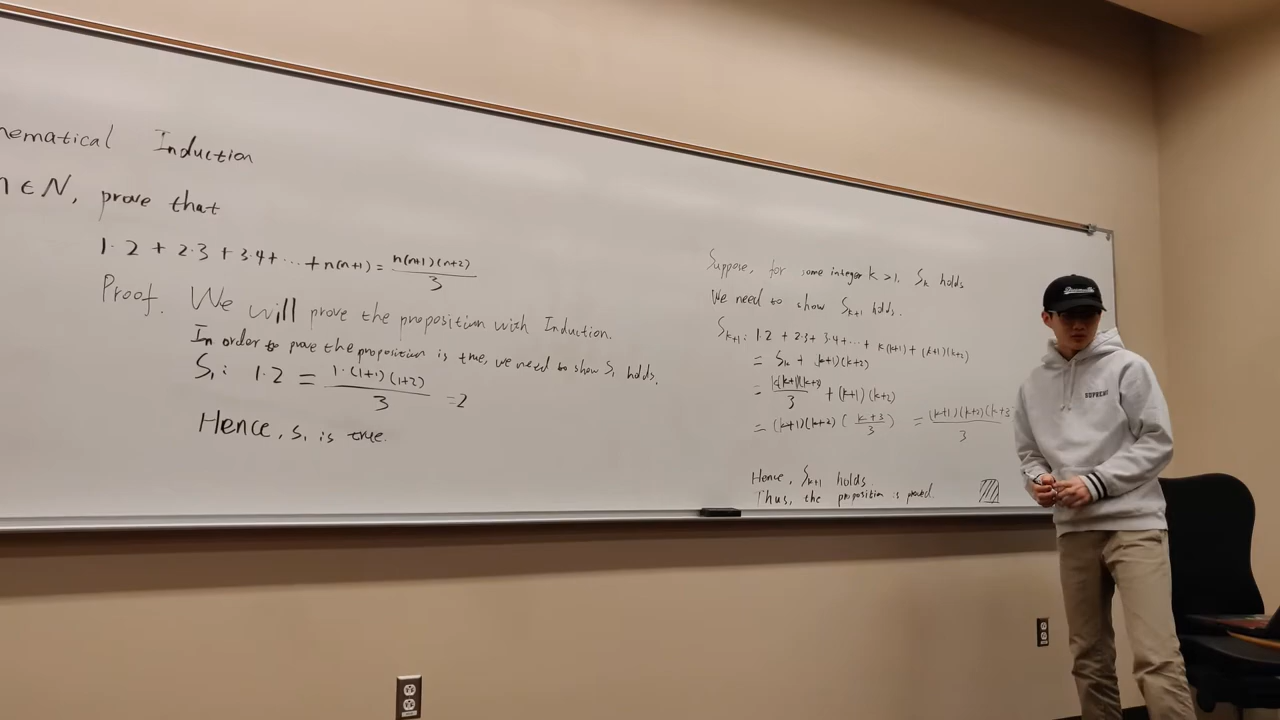 nematical Induction
n ∈ N, prove that
1·2 + 2·3 + 3·4 + ... + n(n+1) = n(n+1)(n+2) / 3
Proof. We will prove the proposition with Induction.
In order to prove the proposition is true, we need to show S₁ holds.
S₁: 1·2 = 1·(1+1)(1+2) / 3 = 2
Hence, S₁ is true.
Suppose, for some integer k >1, Sₖ holds
We need to show Sₖ₊₁ holds.
Sₖ₊₁: 1·2 + 2·3 + 3·4 + ... + k(k+1) + (k+1)(k+2)
= Sₖ + (k+1)(k+2)
= k(k+1)(k+2) / 3 + (k+1)(k+2)
= (k+1)(k+2)( k+3 / 3 ) = (k+1)(k+2)(k+3 / 3
Hence, Sₖ₊₁ holds.
Thus, the proposition is proved.
SUPREME